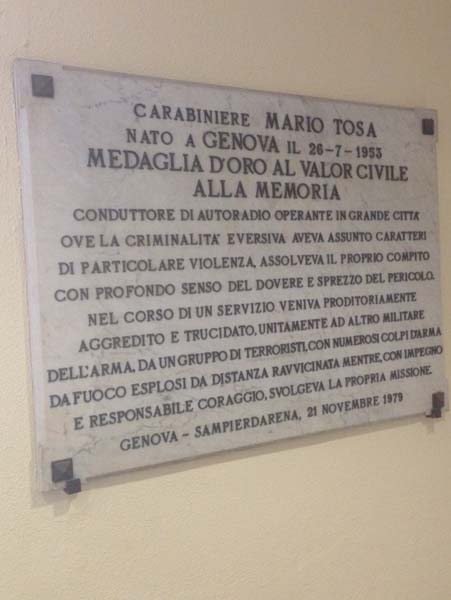 CARABINIERE MARIO TOSA
NATO A GENOVA IL 26-7-1953
MEDAGLIA D'ORO AL VALOR CIVILE
ALLA MEMORIA
CONDUTTORE DI AUTORADIO OPERANTE IN GRANDE CITTA'
OVE LA CRIMINALITA' EVERSIVA AVEVA ASSUNTO CARATTERI
DI PARTICOLARE VIOLENZA, ASSOLVEVA IL PROPRIO COMPITO
CON PROFONDO SENSO DEL DOVERE E SPREZZO DEL PERICOLO.
NEL CORSO DI UN SERVIZIO VENIVA PRODITORIAMENTE
AGGREDITO E TRUCIDATO, UNITAMENTE AD ALTRO MILITARE
DELL'ARMA, DA UN GRUPPO DI TERRORISTI, CON NUMEROSI COLPI D'ARMA
DA FUOCO ESPLOSI DA DISTANZA RAVVICINATA MENTRE, CON IMPEGNO
E RESPONSABILE CORAGGIO, SVOLGEVA LA PROPRIA MISSIONE.
GENOVA - SAMPIERDARENA, 21 NOVEMBRE 1979